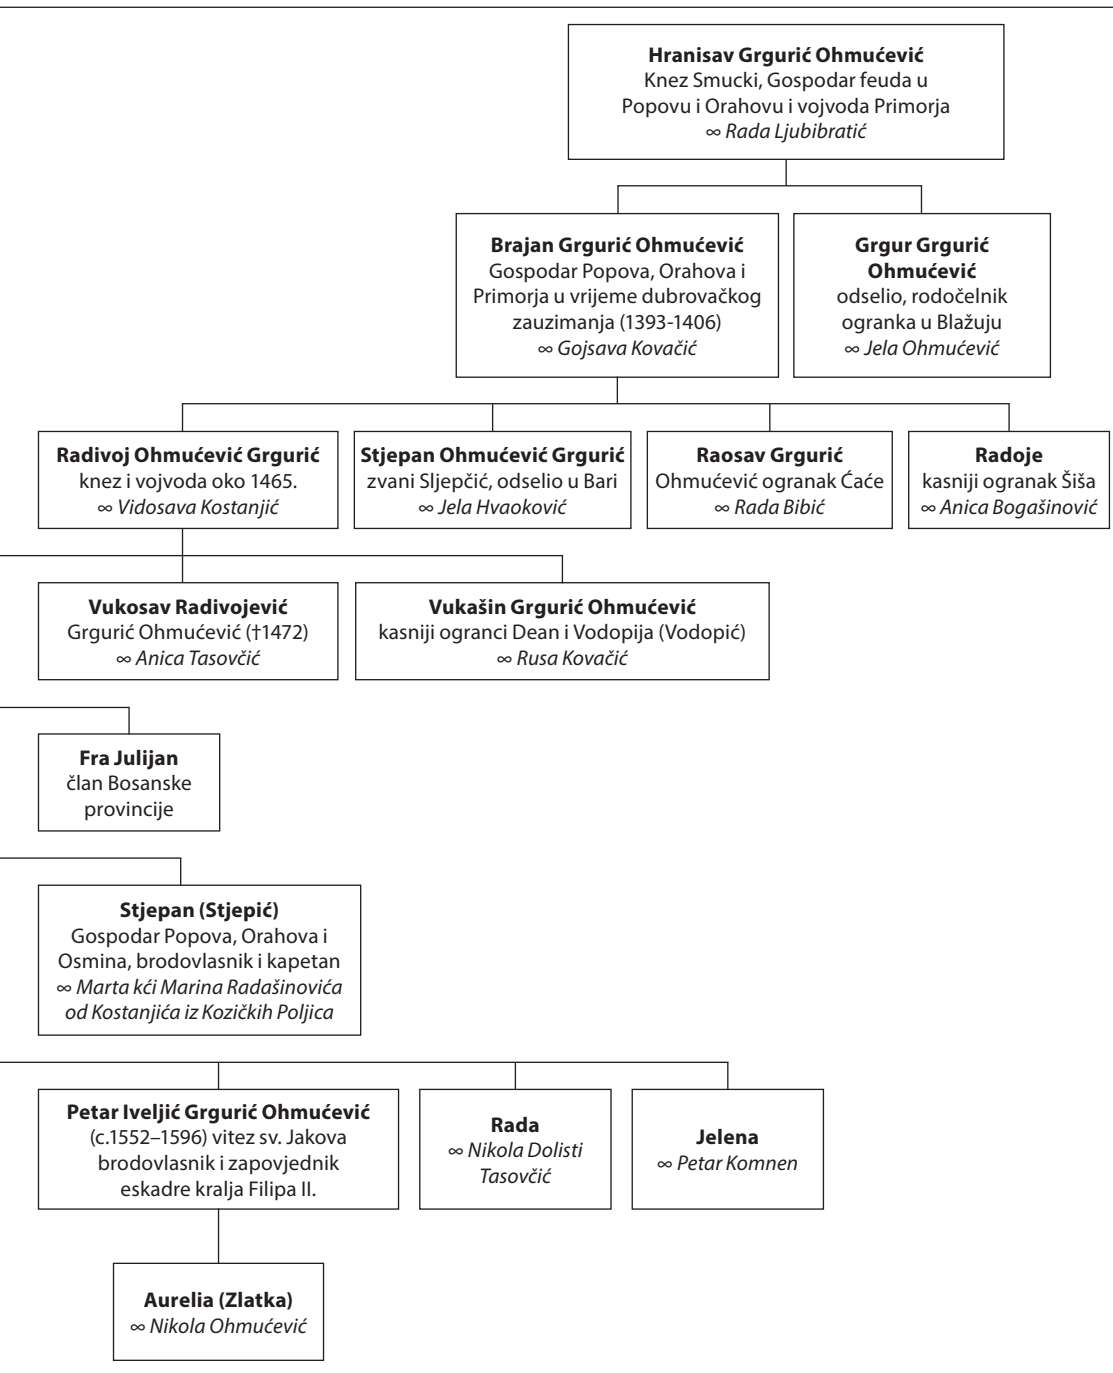 Hranisav Grgurić Ohmućević
Knez Smucki, Gospodar feuda u
Popovu i Orahovu i vojvoda Primorja
∞ Rada Ljubibratić
Brajan Grgurić Ohmućević
Gospodar Popova, Orahova i
Primorja u vrijeme dubrovačkog
zauzimanja (1393-1406)
∞ Gojsava Kovačić
Grgur Grgurić
Ohmućević
odselio, rodočelnik
ogranka u Blažuju
∞ Jela Ohmućević
Radivoj Ohmućević Grgurić
knez i vojvoda oko 1465.
∞ Vidosava Kostanjić
Stjepan Ohmućević Grgurić
zvani Sljepčić, odselio u Bari
∞ Jela Hvaoković
Raosav Grgurić
Ohmućević ogranak Ćaće
∞ Rada Bibić
Radoje
kasniji ogranak Šiša
∞ Anica Bogašinović
Vukosav Radivojević
Grgurić Ohmućević (†1472)
∞ Anica Tasovčić
Vukašin Grgurić Ohmućević
kasniji ogranci Dean i Vodopija (Vodopić)
∞ Rusa Kovačić
Fra Julijan
član Bosanske
provincije
Stjepan (Stjepić)
Gospodar Popova, Orahova i
Osmina, brodovlasnik i kapetan
∞ Marta kći Marina Radašinovića
od Kostanjića iz Kozičkih Poljica
Petar Iveljić Grgurić Ohmućević
(c.1552–1596) vitez sv. Jakova
brodovlasnik i zapovjednik
eskadre kralja Filipa II.
Rada
∞ Nikola Dolisti
Tasovčić
Jelena
∞ Petar Komnen
Aurelia (Zlatka)
∞ Nikola Ohmućević